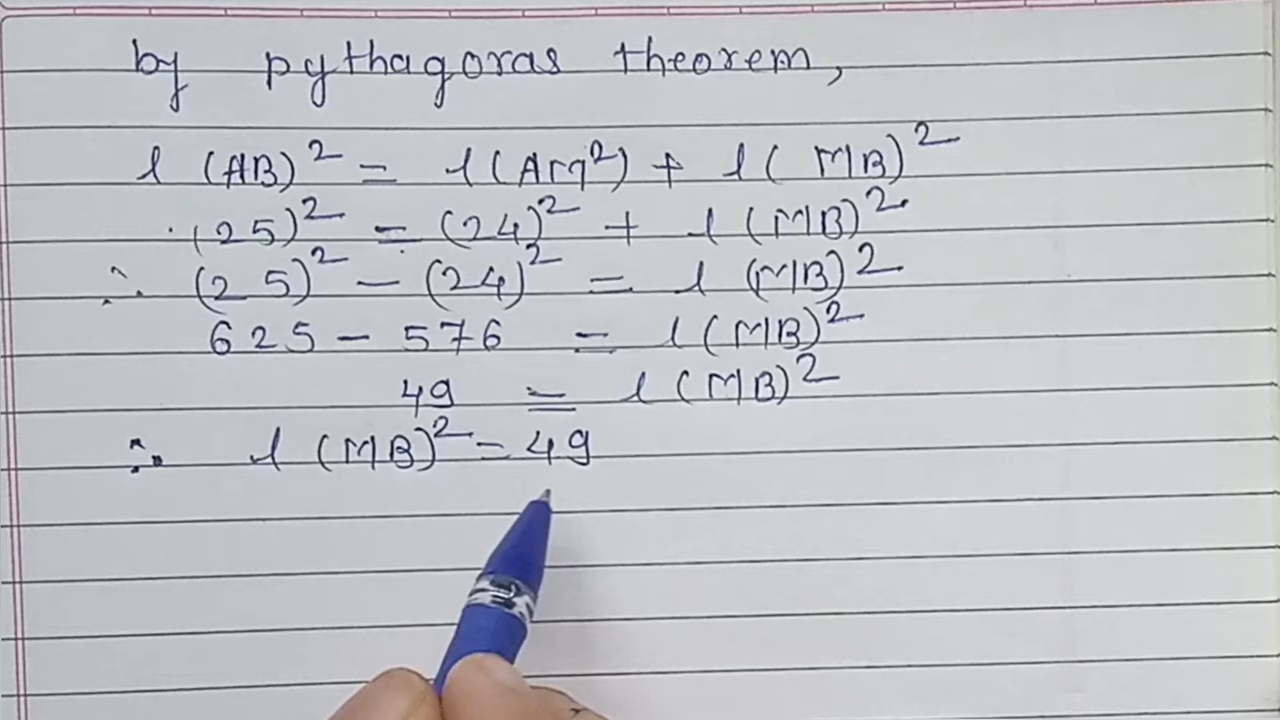 by pythagoras theorem,
l (AB)² = l (AM²) + l ( MB)²
(25)² = (24)² + l (MB)²
∴ (25)² - (24)² = l (MB)²
625 - 576 = l (MB)²
49 = l (MB)²
∴ l (MB)² = 49